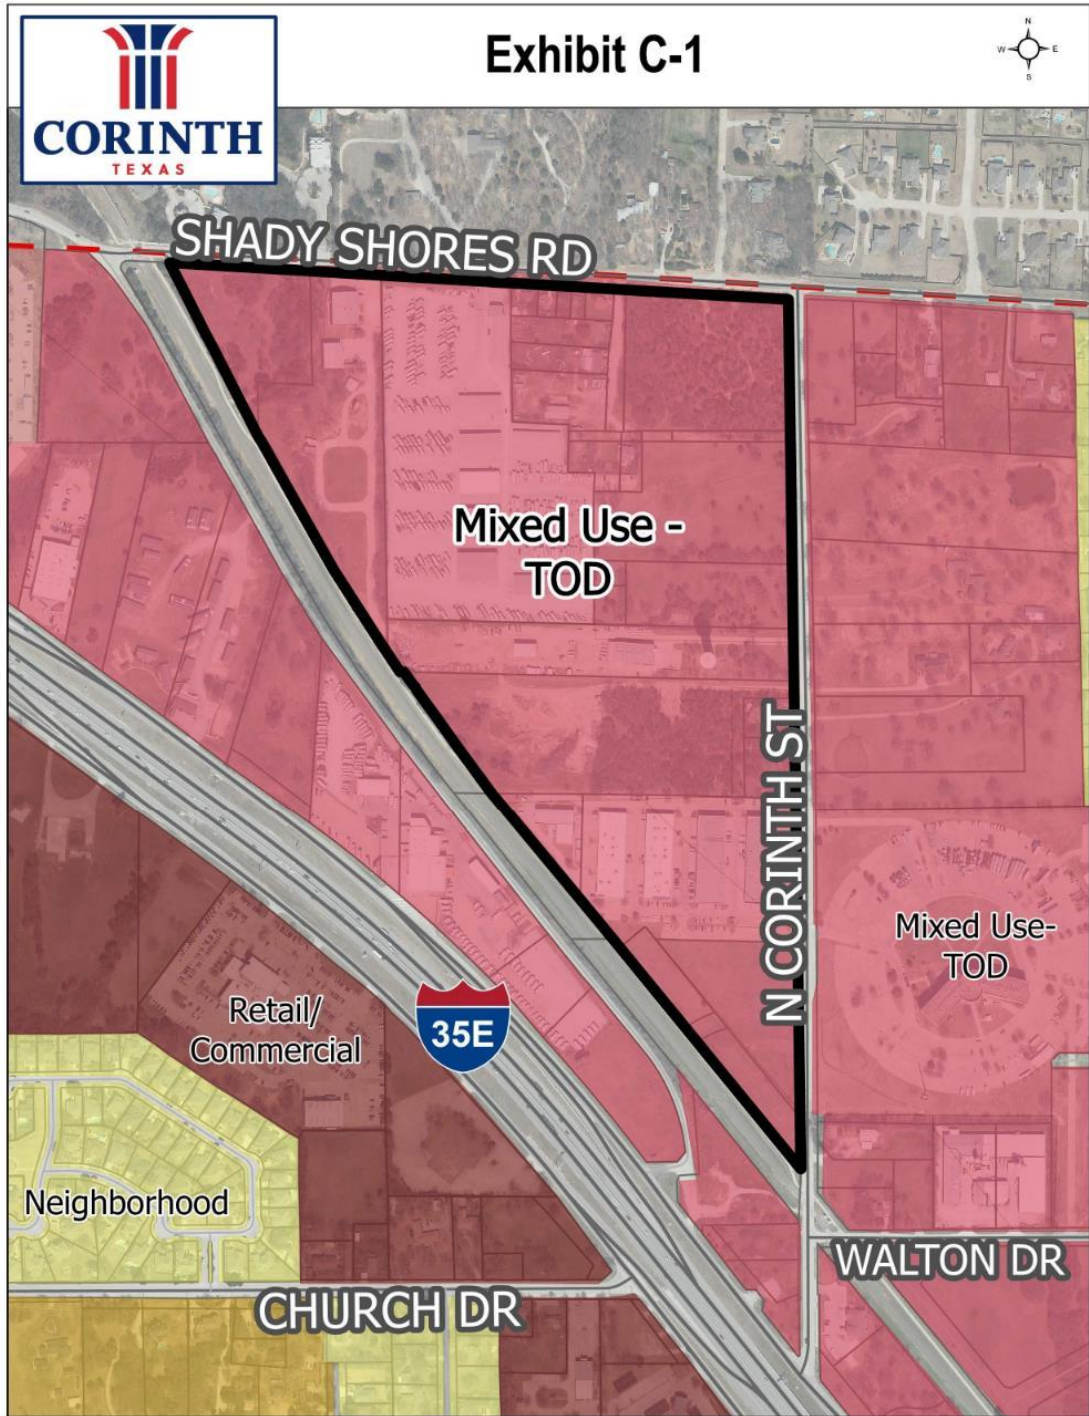 CORINTH
TEXAS
Exhibit C-1
N
W E
S
SHADY SHORES RD
Mixed Use -
TOD
N CORINTH ST
Mixed Use-
TOD
Retail/
Commercial
35E
Neighborhood
WALTON DR
CHURCH DR